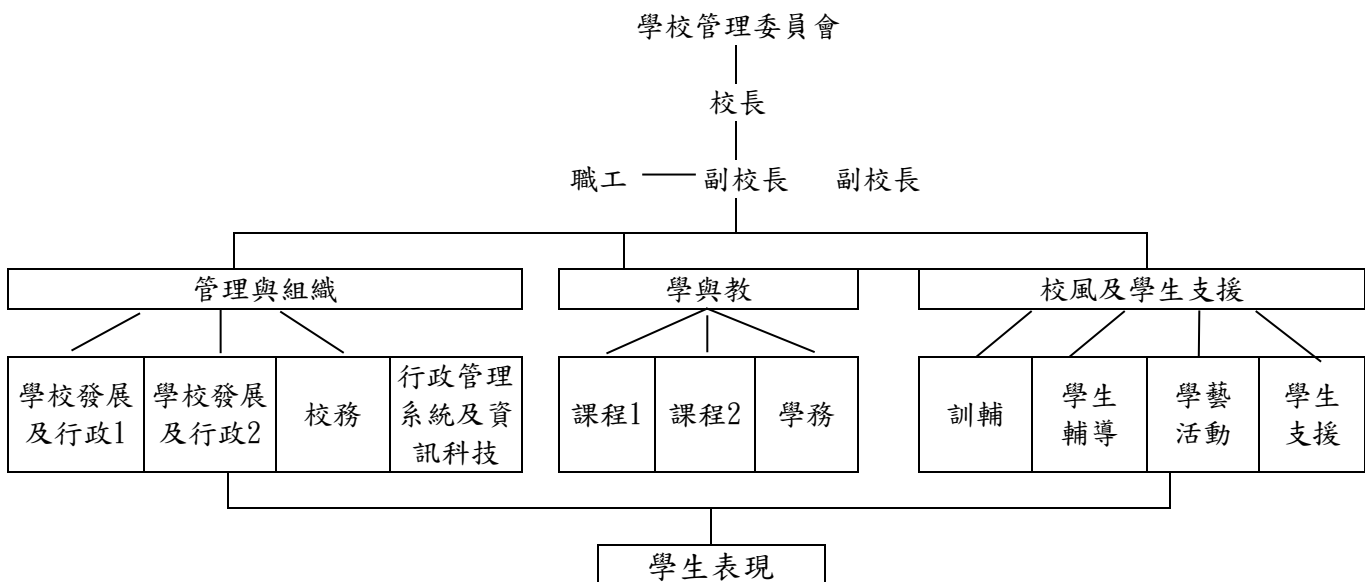 學校管理委員會
校長
職工 副校長 副校長
管理與組織
學與教
校風及學生支援
學校發展
及行政1
學校發展
及行政2
校務
行政管理
系統及資
訊科技
課程1
課程2
學務
訓輔
學生
輔導
學藝
活動
學生
支援
學生表現